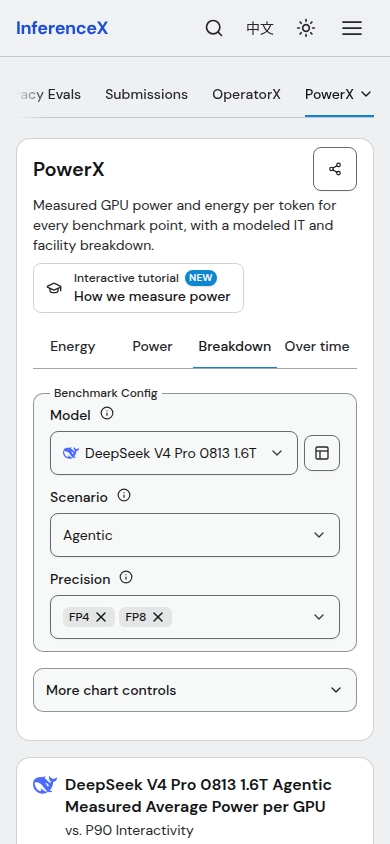 InferenceX
中文
acy Evals
Submissions
OperatorX
PowerX
PowerX
Measured GPU power and energy per token for
every benchmark point, with a modeled IT and
facility breakdown.
Interactive tutorial NEW
How we measure power
Energy
Power
Breakdown
Over time
Benchmark Config
Model
DeepSeek V4 Pro 0813 1.6T
Scenario
Agentic
Precision
FP4
FP8
More chart controls
DeepSeek V4 Pro 0813 1.6T Agentic
Measured Average Power per GPU
vs. P90 Interactivity